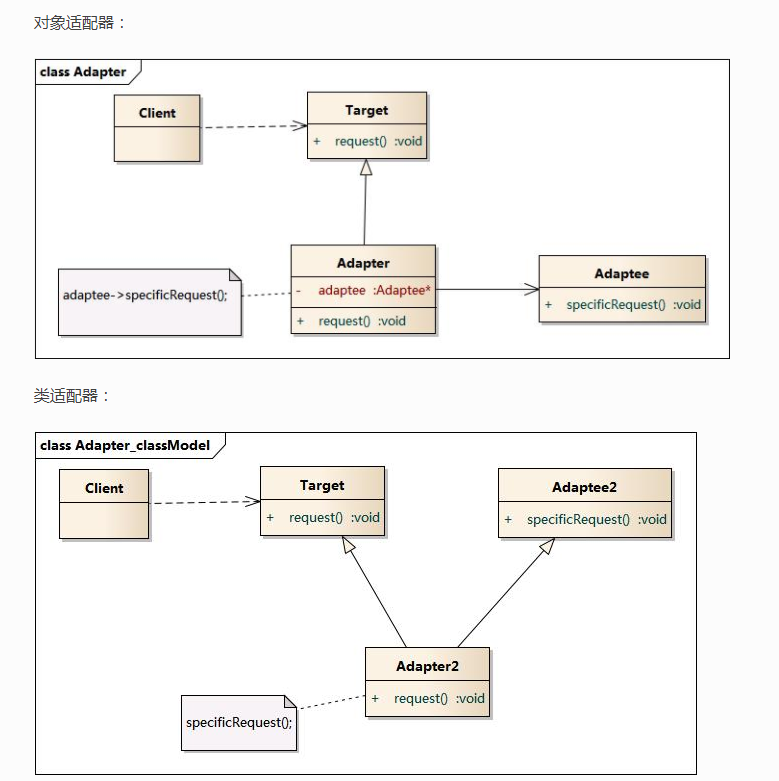 对象适配器：
class Adapter
Client
Target
+ request() :void
Adapter
- adaptee :Adaptee*
+ request() :void
adaptee->specificRequest();
Adaptee
+ specificRequest() :void
类适配器：
class Adapter_classModel
Client
Target
+ request() :void
Adaptee2
+ specificRequest() :void
Adapter2
+ request() :void
specificRequest();